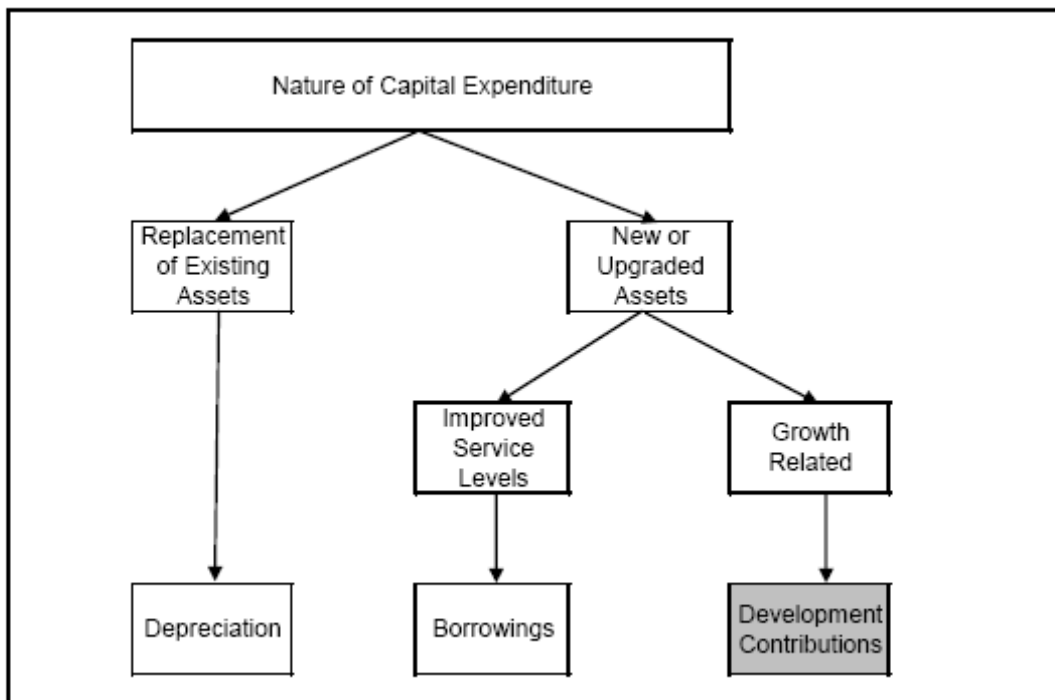 Nature of Capital Expenditure
Replacement
of Existing
Assets
New or
Upgraded
Assets
Improved
Service
Levels
Growth
Related
Depreciation
Borrowings
Development
Contributions